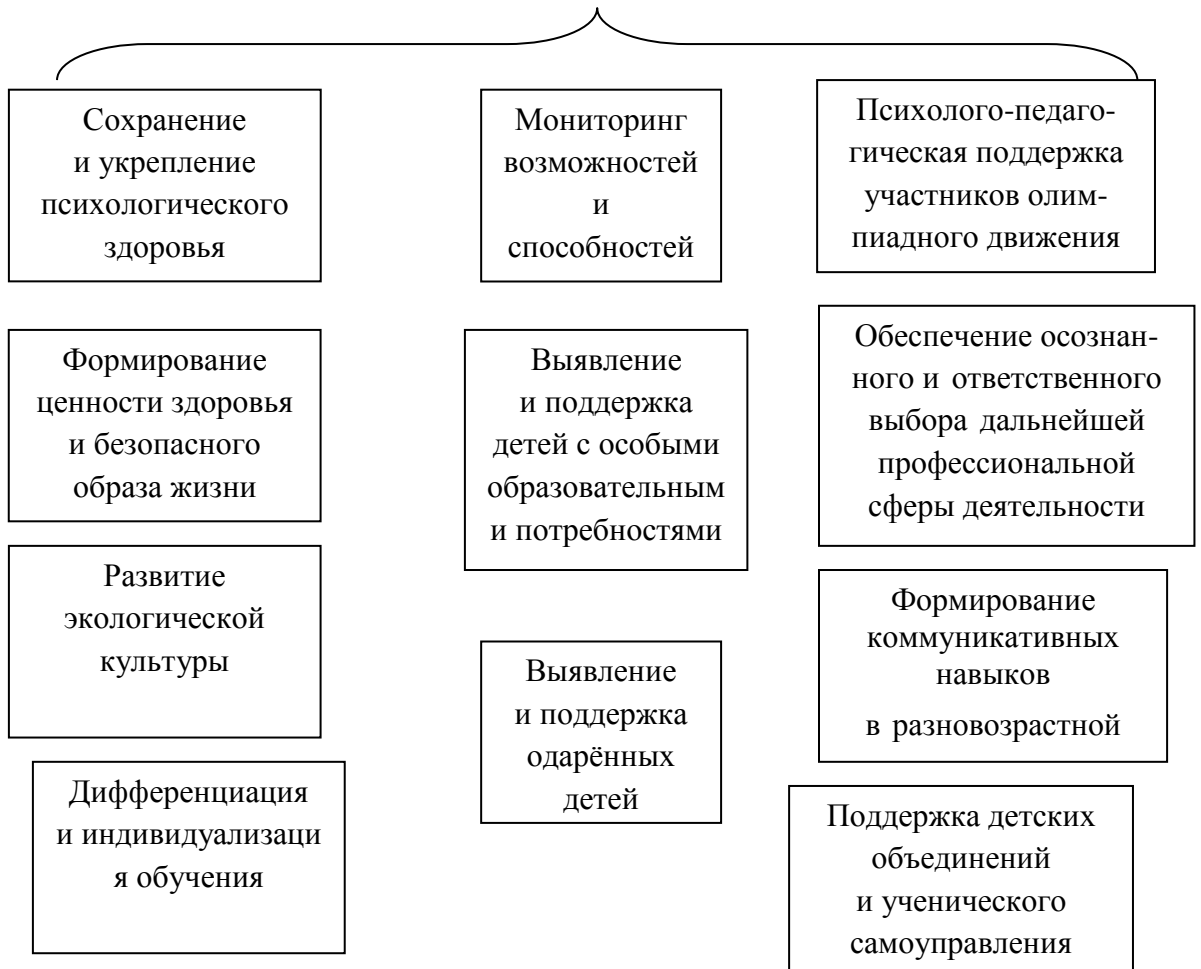 Сохранение
и укрепление
психологического
здоровья
Формирование
ценности здоровья
и безопасного
образа жизни
Развитие
экологической
культуры
Дифференциация
и индивидуализаци
я обучения
Мониторинг
возможностей
и
способностей
Выявление
и поддержка
детей с особыми
образовательным
и потребностями
Выявление
и поддержка
одарённых
детей
Психолого-педаго-
гическая поддержка
участников олим-
пиадного движения
Обеспечение осознан-
ного и ответственного
выбора дальнейшей
профессиональной
сферы деятельности
Формирование
коммуникативных
навыков
в разновозрастной
Поддержка детских
объединений
и ученического
самоуправления